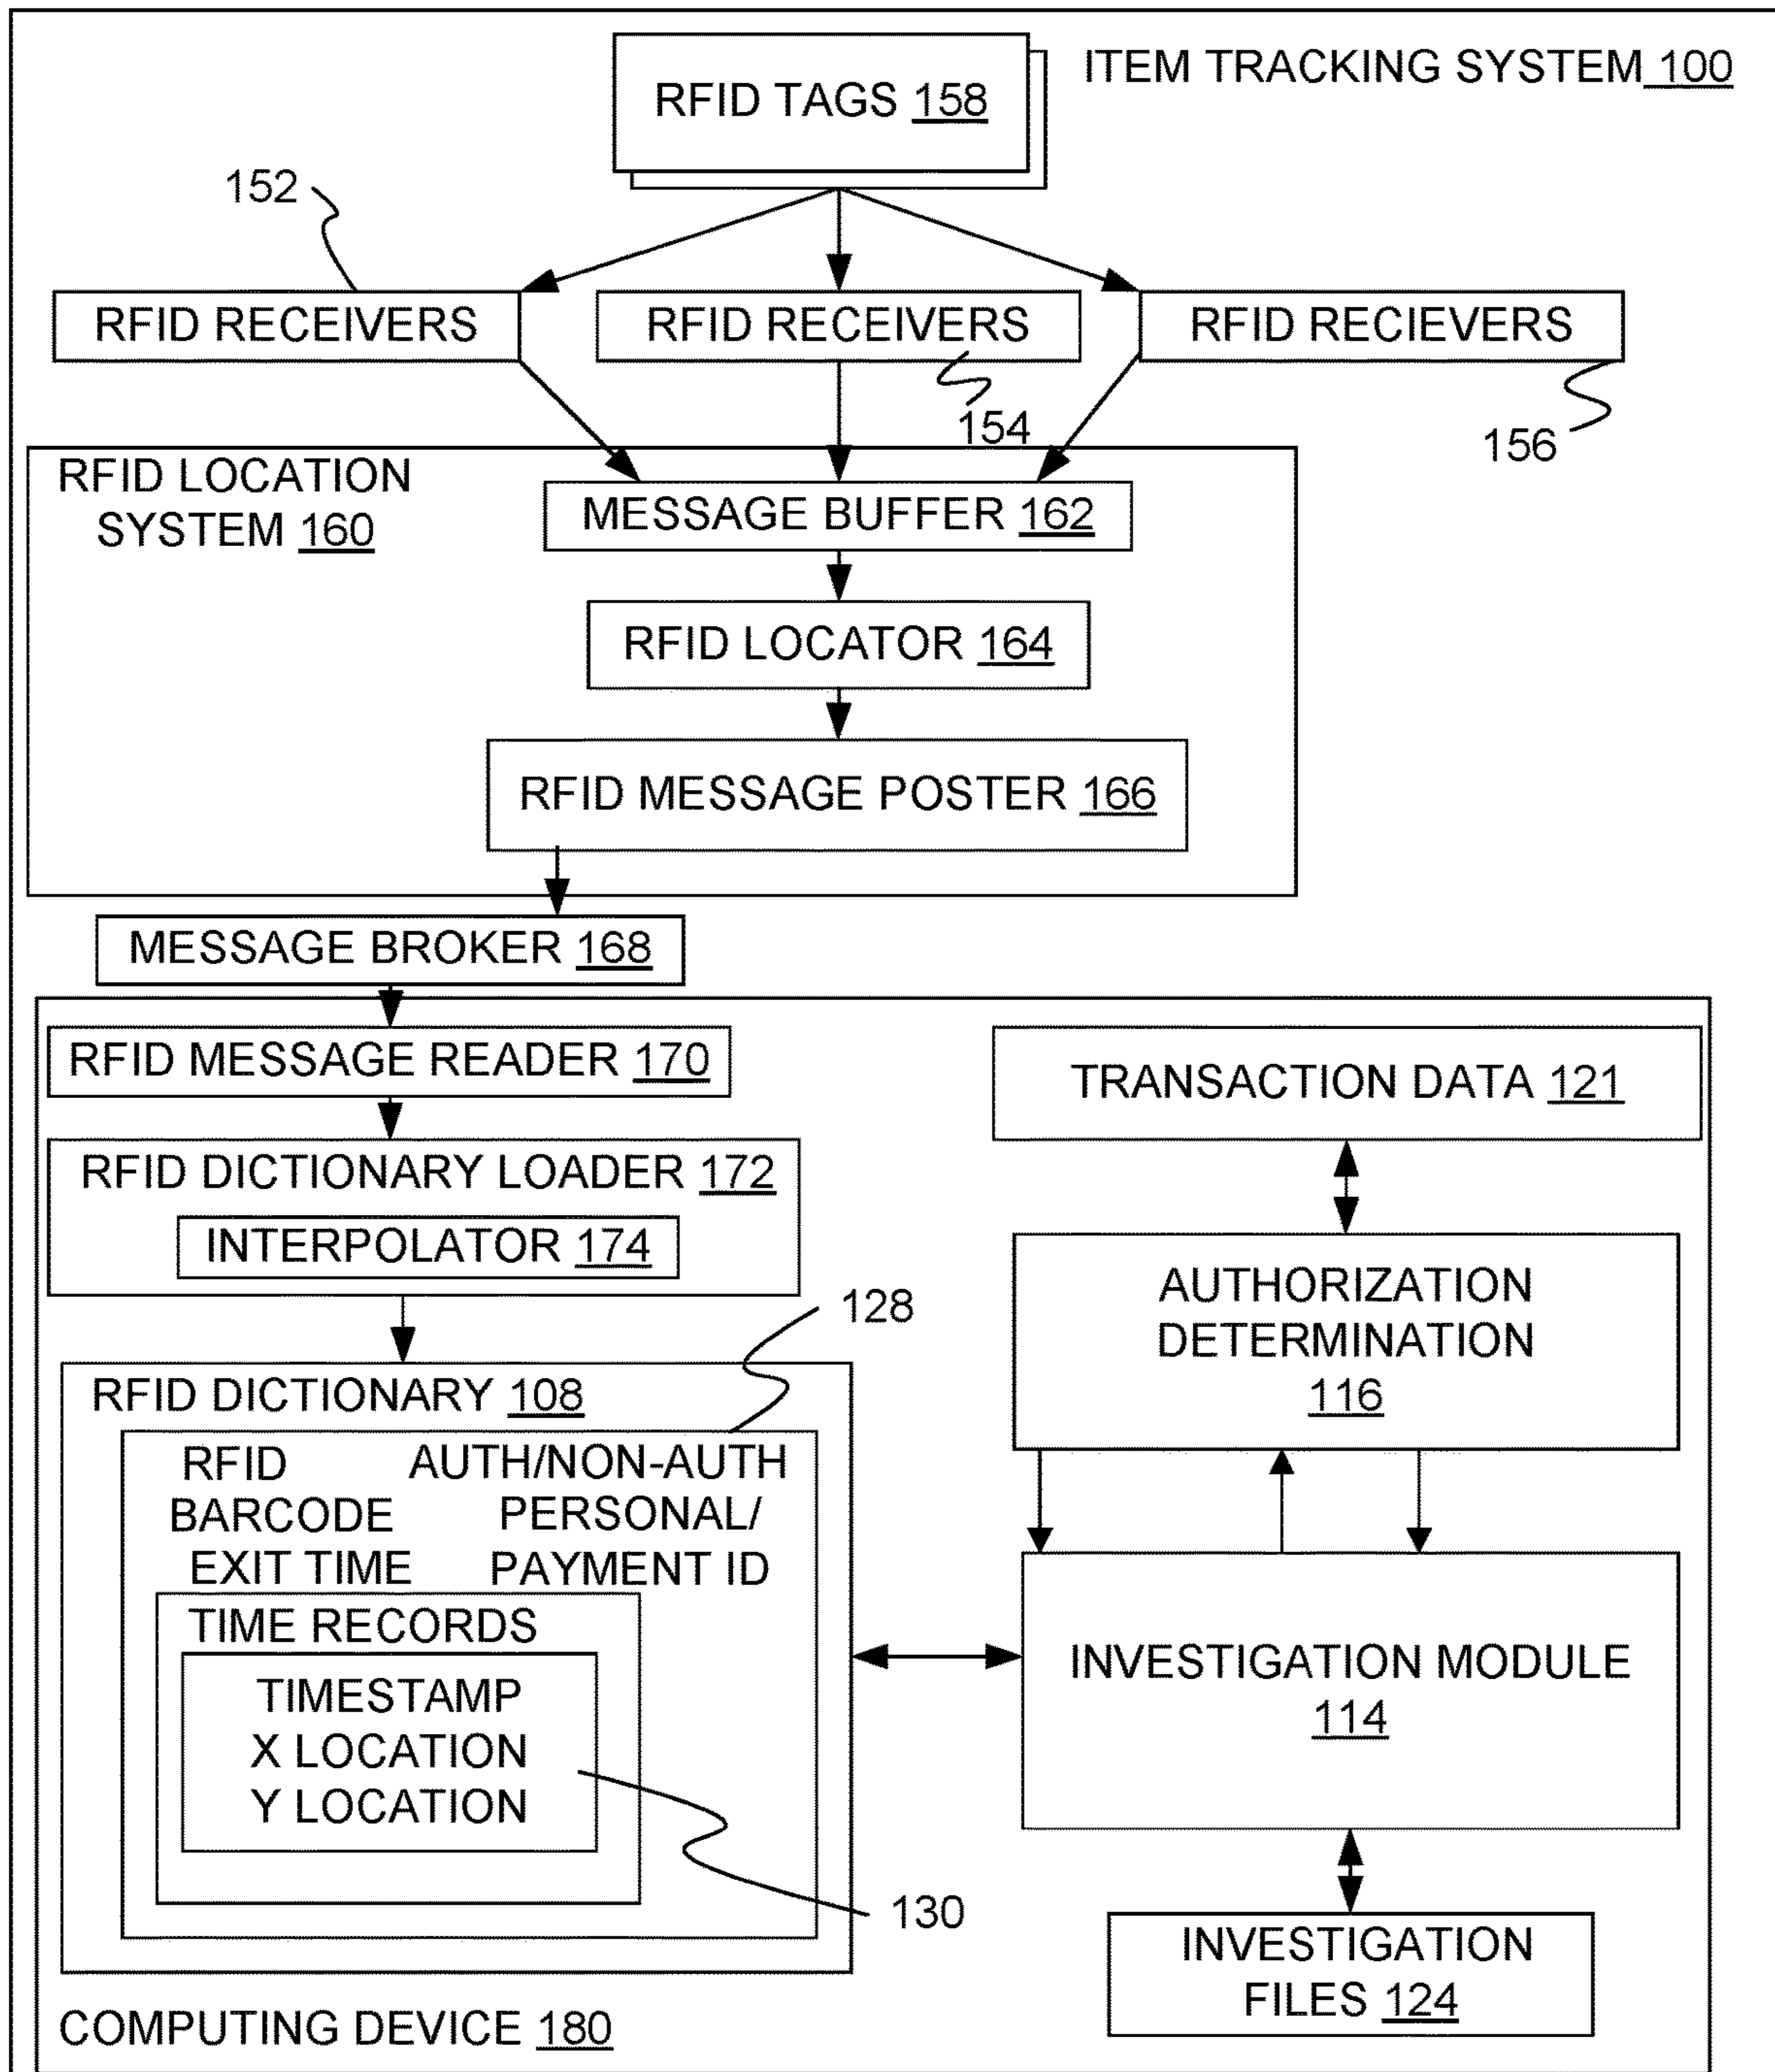 ITEM TRACKING SYSTEM 100
RFID TAGS 158
152
RFID RECEIVERS
RFID RECEIVERS
RFID RECIEVERS
154
156
RFID LOCATION
SYSTEM 160
MESSAGE BUFFER 162
RFID LOCATOR 164
RFID MESSAGE POSTER 166
MESSAGE BROKER 168
RFID MESSAGE READER 170
TRANSACTION DATA 121
RFID DICTIONARY LOADER 172
INTERPOLATOR 174
AUTHORIZATION
DETERMINATION
116
128
RFID DICTIONARY 108
RFID
BARCODE
EXIT TIME
AUTH/NON-AUTH
PERSONAL/
PAYMENT ID
TIME RECORDS
TIMESTAMP
X LOCATION
Y LOCATION
130
INVESTIGATION MODULE
114
INVESTIGATION
FILES 124
COMPUTING DEVICE 180